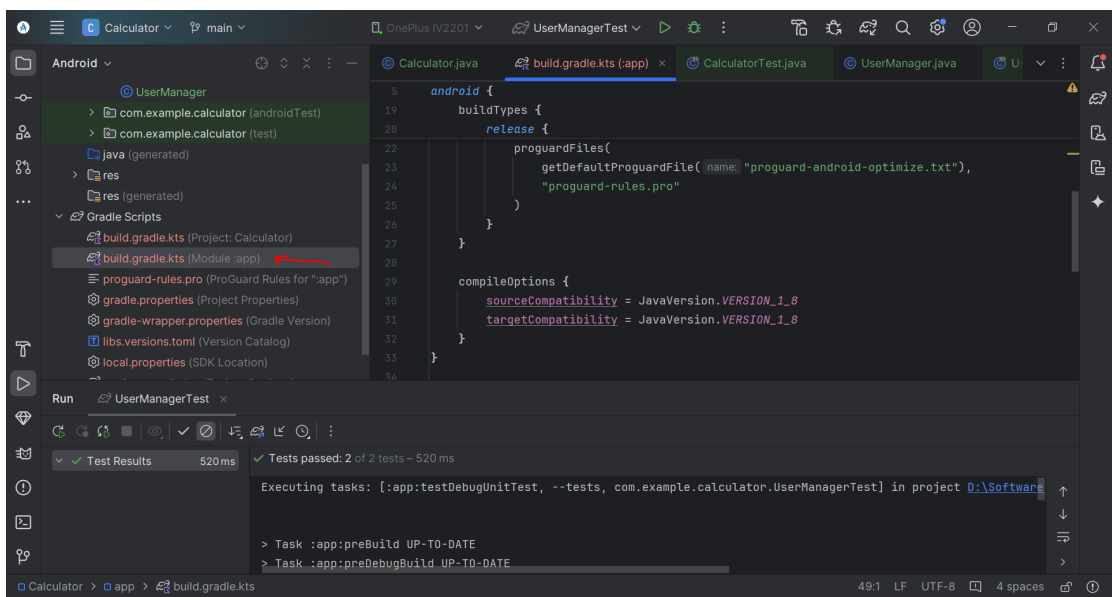 C Calculator main OnePlus IV2201 UserManagerTest
Android
Calculator.java build.gradle.kts (:app) CalculatorTest.java UserManager.java
UserManager
com.example.calculator (androidTest)
com.example.calculator (test)
java (generated)
res
res (generated)
Gradle Scripts
build.gradle.kts (Project: Calculator)
build.gradle.kts (Module :app)
proguard-rules.pro (ProGuard Rules for ":app")
gradle.properties (Project Properties)
gradle-wrapper.properties (Gradle Version)
libs.versions.toml (Version Catalog)
local.properties (SDK Location)
5 android {
19 buildTypes {
20 release {
22 proguardFiles(
23 getDefaultProguardFile( name: "proguard-android-optimize.txt"),
24 "proguard-rules.pro"
25 )
26 }
27 }
28
29 compileOptions {
30 sourceCompatibility = JavaVersion.VERSION_1_8
31 targetCompatibility = JavaVersion.VERSION_1_8
32 }
33 }
34
Run UserManagerTest
Test Results 520 ms
Tests passed: 2 of 2 tests – 520 ms
Executing tasks: [:app:testDebugUnitTest, --tests, com.example.calculator.UserManagerTest] in project D:\Software
> Task :app:preBuild UP-TO-DATE
> Task :app:preDebugBuild UP-TO-DATE
Calculator > app > build.gradle.kts 49:1 LF UTF-8 4 spaces